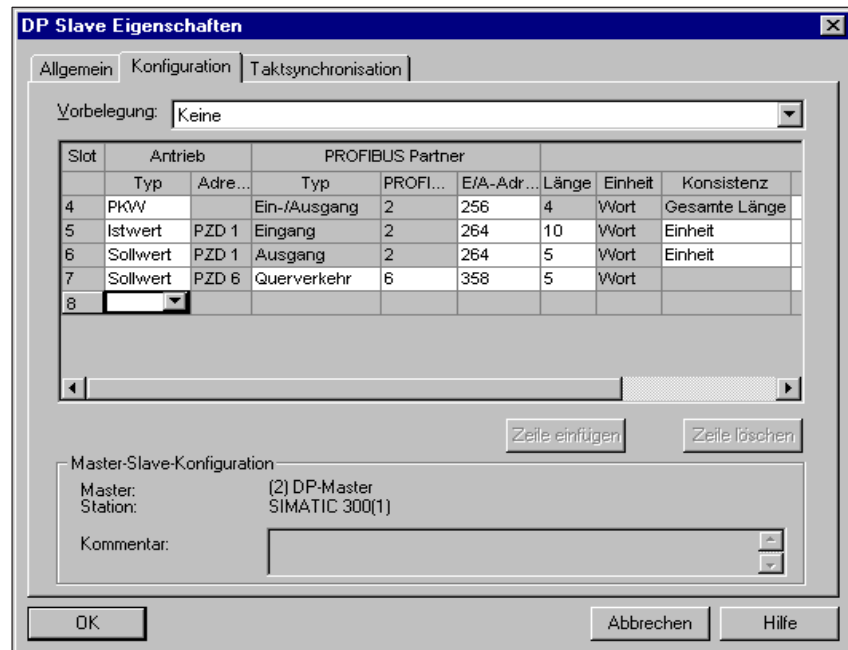 DP Slave Eigenschaften
Allgemein Konfiguration Taktsynchronisation
Vorbelegung: Keine
Slot Antrieb PROFIBUS Partner
Typ Adre... Typ PROFI... E/A-Adr... Länge Einheit Konsistenz
4 PKW Ein-/Ausgang 2 256 4 Wort Gesamte Länge
5 Istwert PZD 1 Eingang 2 264 10 Wort Einheit
6 Sollwert PZD 1 Ausgang 2 264 5 Wort Einheit
7 Sollwert PZD 6 Querverkehr 6 358 5 Wort
8
Zeile einfügen Zeile löschen
Master-Slave-Konfiguration
Master: (2) DP-Master
Station: SIMATIC 300(1)
Kommentar:
OK Abbrechen Hilfe